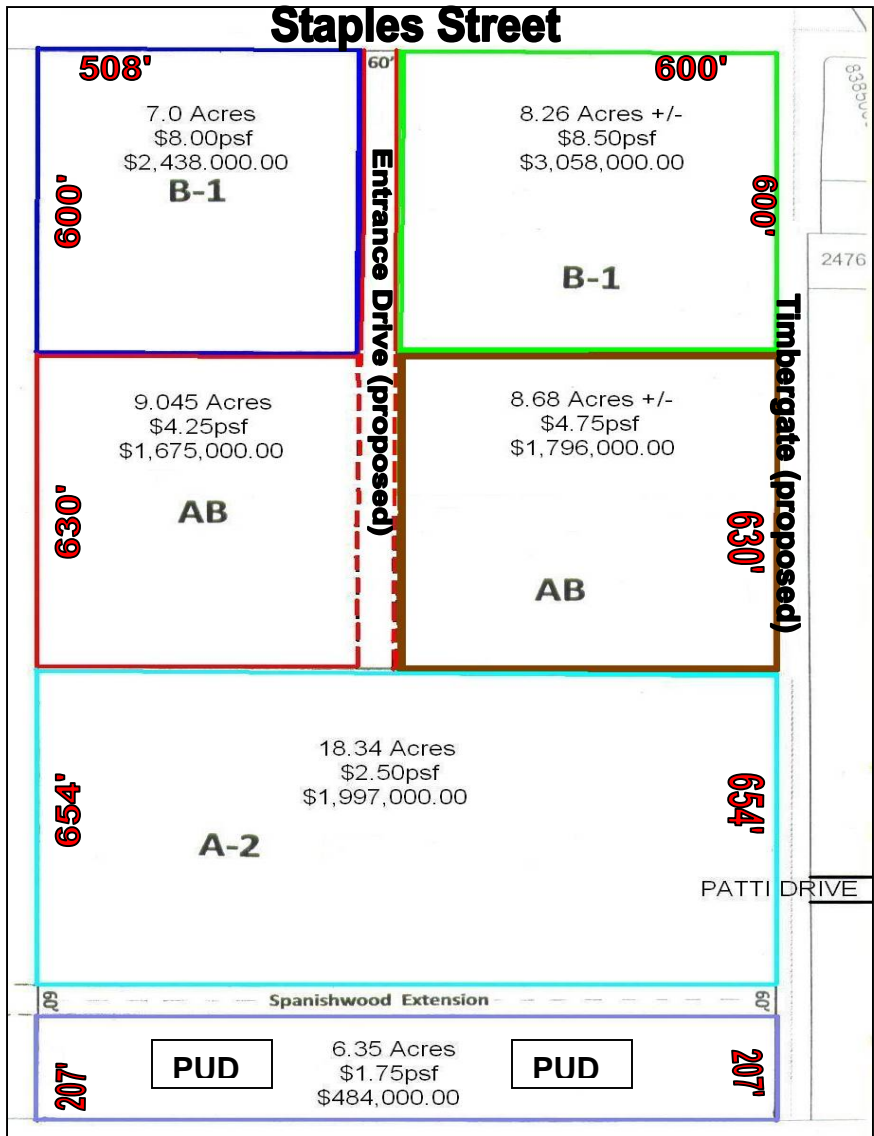 Staples Street
508'
60'
600'
7.0 Acres
$8.00psf
$2,438.000.00
B-1
600'
8.26 Acres +/-
$8.50psf
$3,058,000.00
B-1
600'
Entrance Drive (proposed)
2476
Timbergate (proposed)
9.045 Acres
$4.25psf
$1,675,000.00
AB
630'
8.68 Acres +/-
$4.75psf
$1,796,000.00
AB
630'
18.34 Acres
$2.50psf
$1,997,000.00
A-2
654'
654'
PATTI DRIVE
60'
Spanishwood Extension
60'
207'
PUD
6.35 Acres
$1.75psf
$484,000.00
PUD
207'